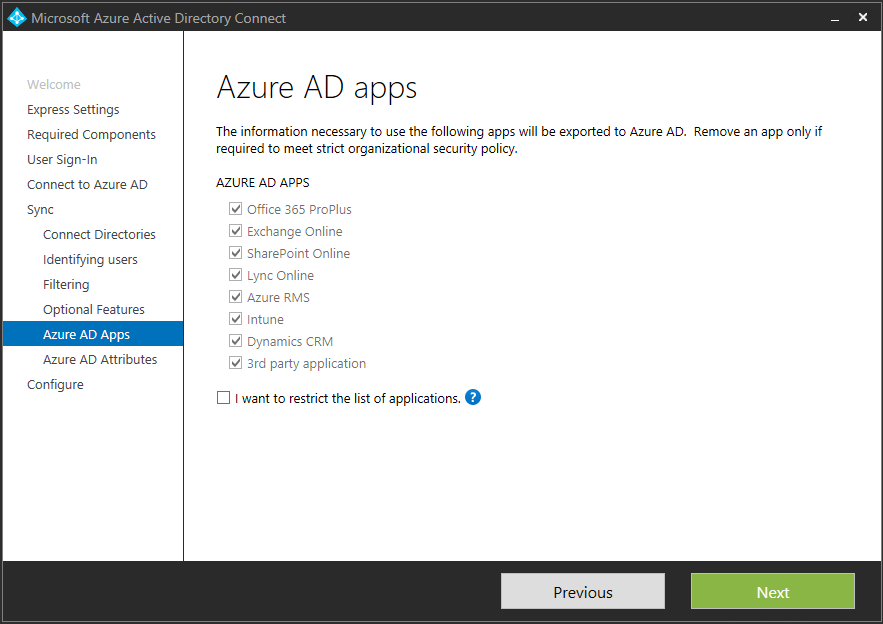 Microsoft Azure Active Directory Connect
Welcome
Express Settings
Required Components
User Sign-In
Connect to Azure AD
Sync
Connect Directories
Identifying users
Filtering
Optional Features
Azure AD Apps
Azure AD Attributes
Configure
Azure AD apps
The information necessary to use the following apps will be exported to Azure AD.  Remove an app only if
required to meet strict organizational security policy.
AZURE AD APPS
Office 365 ProPlus
Exchange Online
SharePoint Online
Lync Online
Azure RMS
Intune
Dynamics CRM
3rd party application
I want to restrict the list of applications. ?
Previous
Next